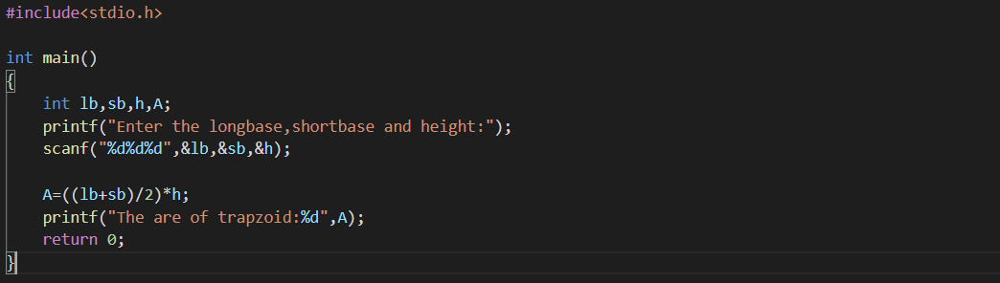 #include<stdio.h>
int main()
{
int lb,sb,h,A;
printf("Enter the longbase,shortbase and height:");
scanf("%d%d%d",&lb,&sb,&h);
A=((lb+sb)/2)*h;
printf("The are of trapzoid:%d",A);
return 0;
}